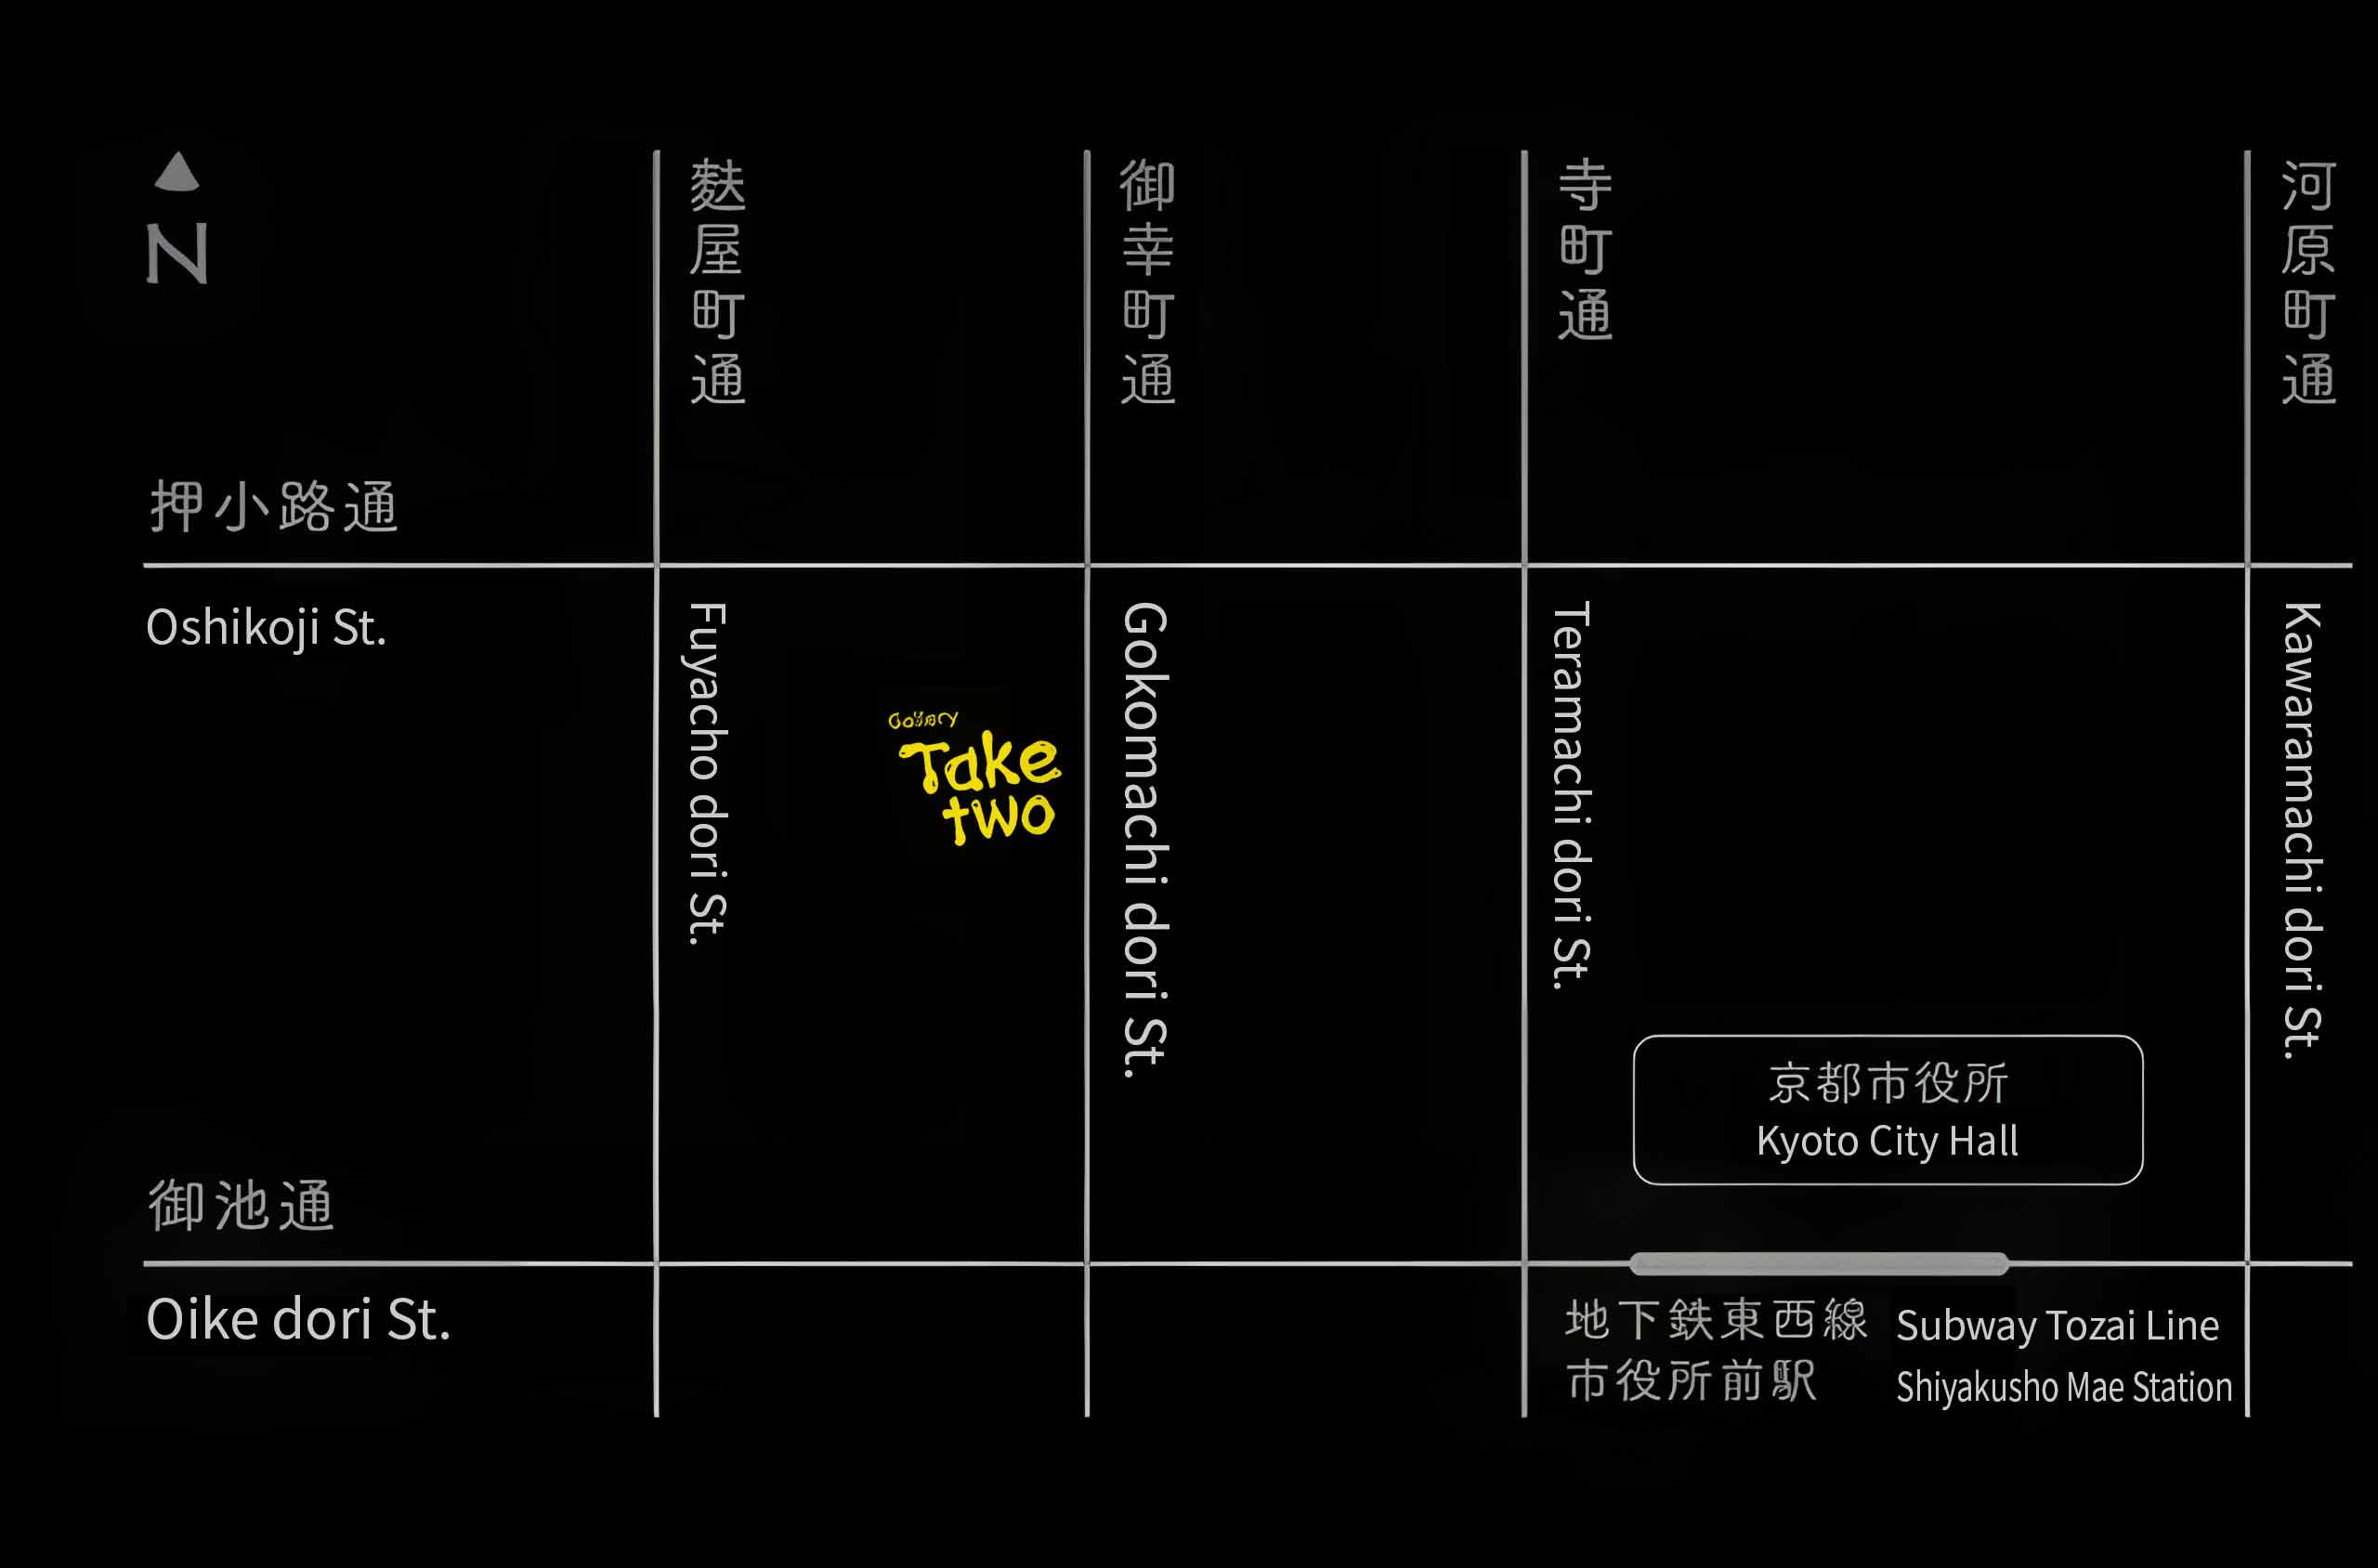 N
麩屋町通
御幸町通
寺町通
河原町通
押小路通
Oshikoji St.
Fuyacho dori St.
Gallery
Take
two
Gokomachi dori St.
Teramachi dori St.
Kawaramachi dori St.
京都市役所
Kyoto City Hall
御池通
Oike dori St.
地下鉄東西線 Subway Tozai Line
市役所前駅 Shiyakusho Mae Station